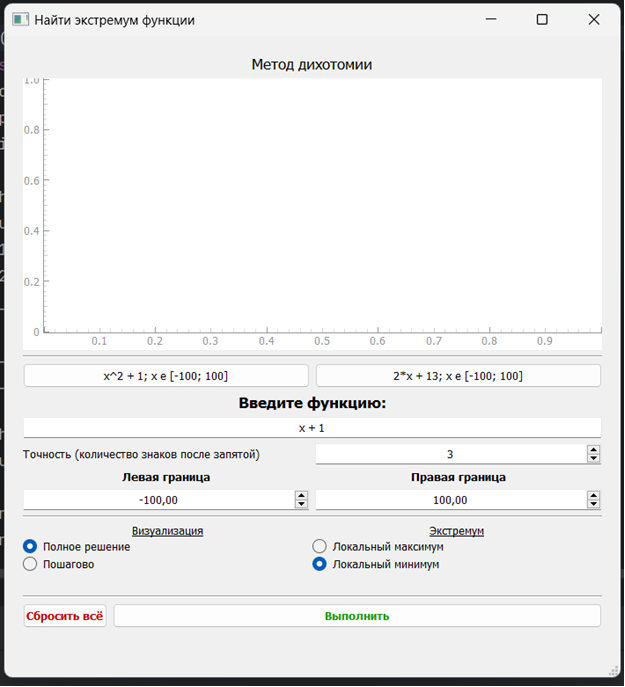 Найти экстремум функции
Метод дихотомии
1.0
0.8
0.6
0.4
0.2
0
0.1 0.2 0.3 0.4 0.5 0.6 0.7 0.8 0.9
x^2 + 1; x e [-100; 100] 2*x + 13; x e [-100; 100]
Введите функцию:
x + 1
Точность (количество знаков после запятой) 3
Левая граница Правая граница
-100,00 100,00
Визуализация Экстремум
Полное решение Локальный максимум
Пошагово Локальный минимум
Сбросить всё Выполнить